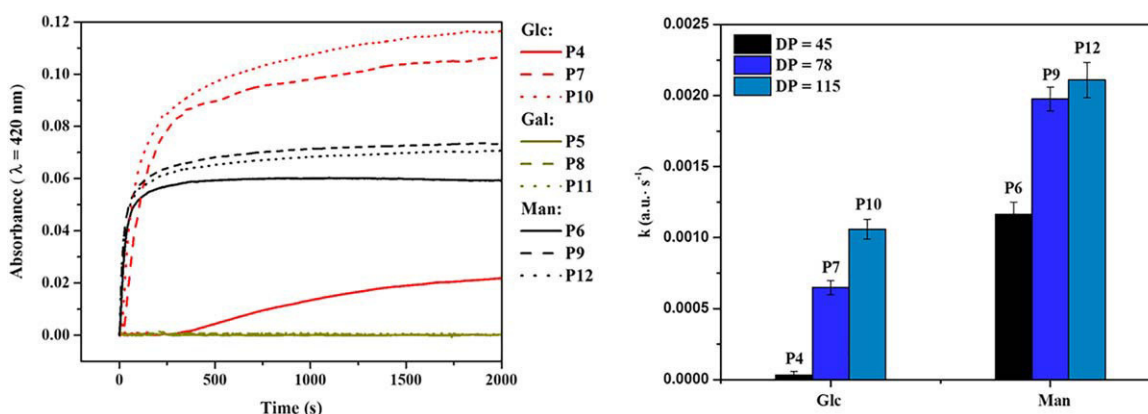 0.12
0.10
0.08
0.06
0.04
0.02
0.00
Absorbance ( λ = 420 nm)
0
500
1000
1500
2000
Time (s)
Glc:
P4
P7
P10
Gal:
P5
P8
P11
Man:
P6
P9
P12
0.0025
0.0020
0.0015
0.0010
0.0005
0.0000
k (a.u.· s⁻¹)
DP = 45
DP = 78
DP = 115
P4
P7
P10
P6
P9
P12
Glc
Man